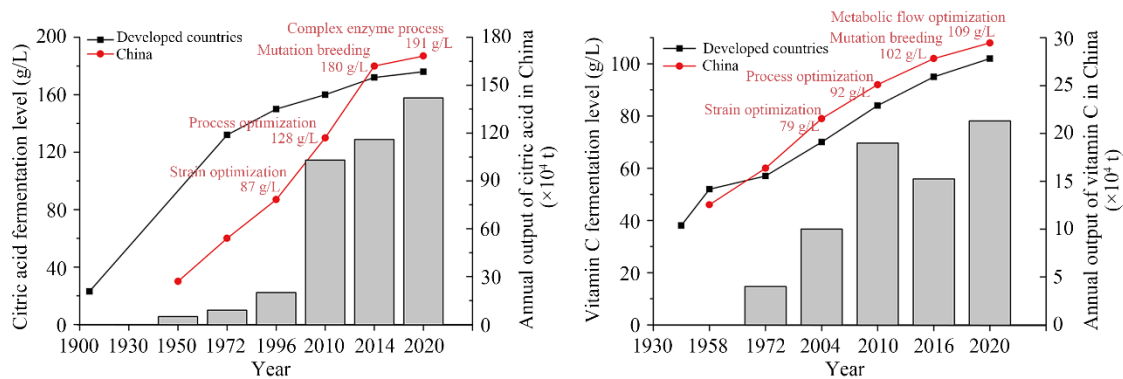 Citric acid fermentation level (g/L)
200
160
120
80
40
0
Developed countries
China
Complex enzyme process
191 g/L
Mutation breeding
180 g/L
Process optimization
128 g/L
Strain optimization
87 g/L
180
150
120
90
60
30
0
Annual output of citric acid in China
(×10⁴ t)
1900 1930 1950 1972 1996 2010 2014 2020
Year
Vitamin C fermentation level (g/L)
100
80
60
40
20
0
Developed countries
China
Metabolic flow optimization
109 g/L
Mutation breeding
102 g/L
Process optimization
92 g/L
Strain optimization
79 g/L
30
25
20
15
10
5
0
Annual output of vitamin C in China
(×10⁴ t)
1930 1958 1972 2004 2010 2016 2020
Year